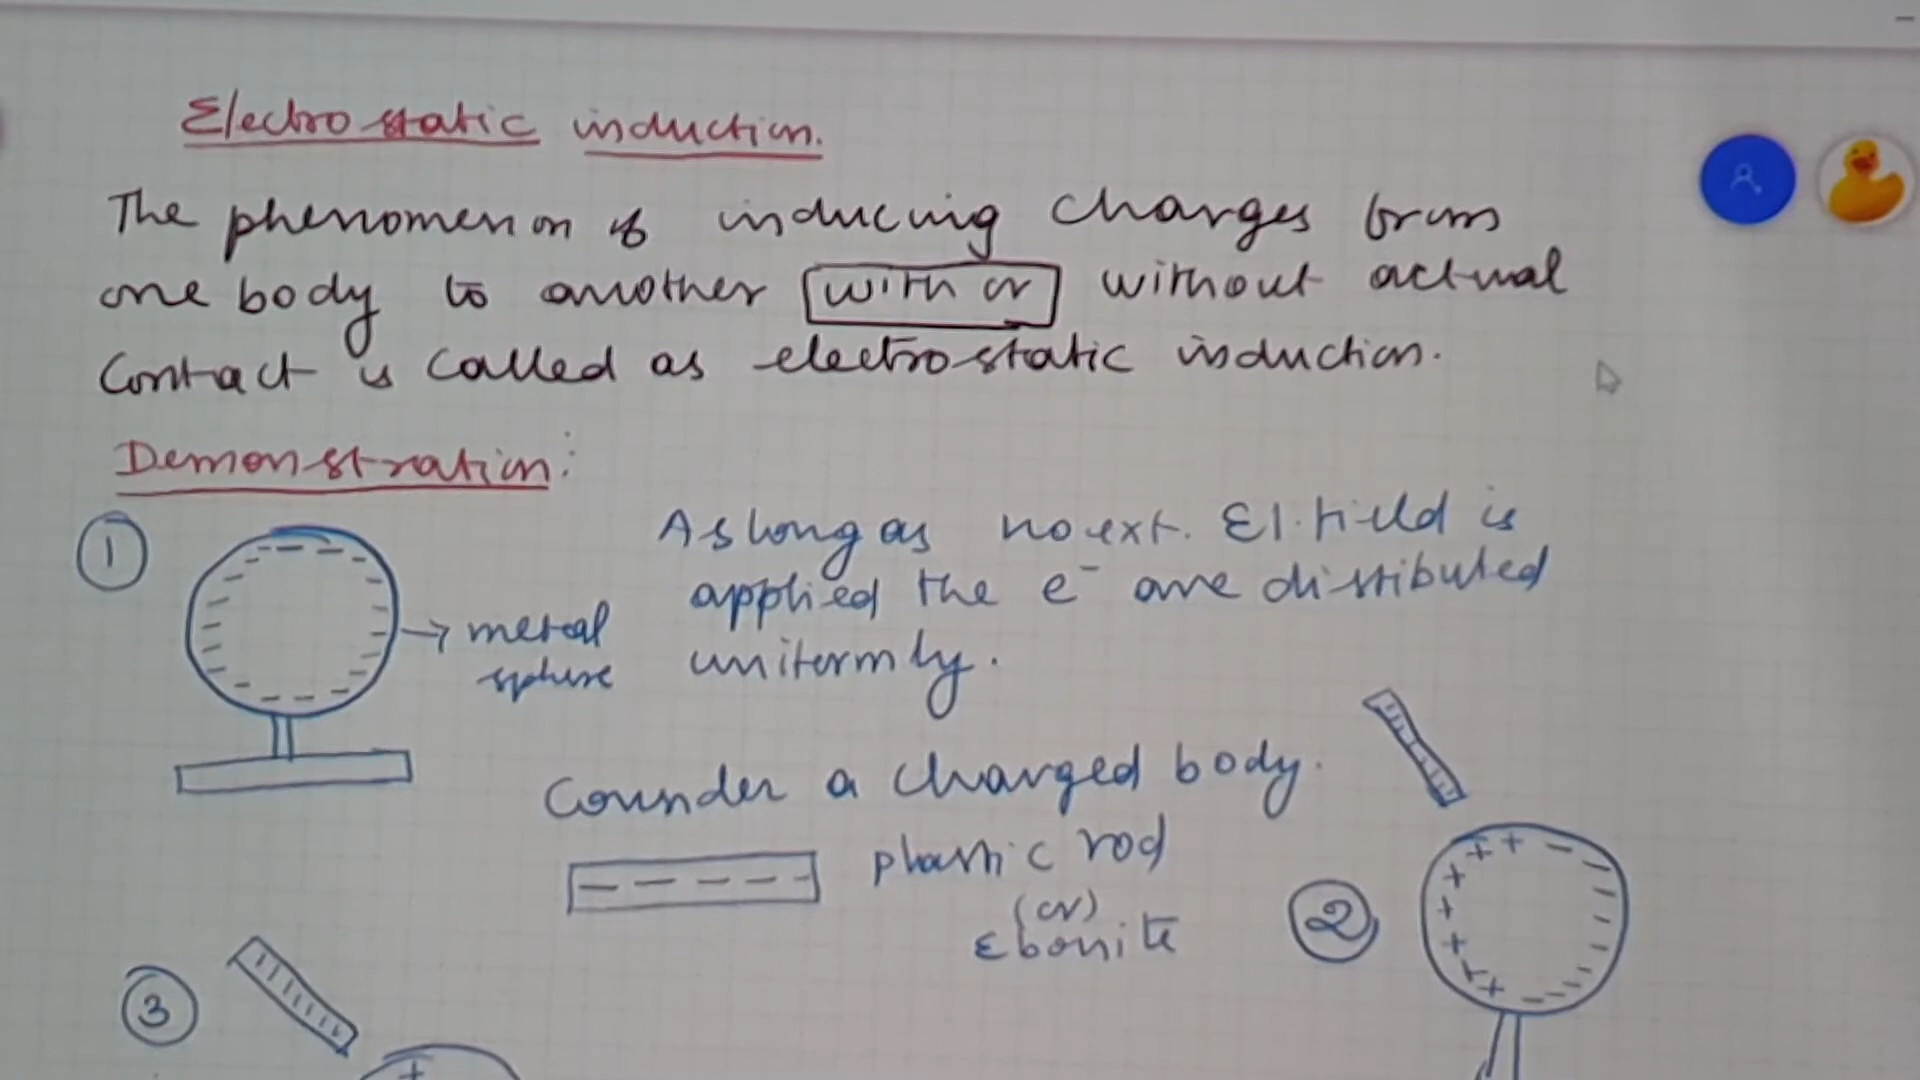 Electrostatic induction.
The phenomenon of inducing charges from
one body to another with or without actual
Contact is called as electrostatic induction.
Demonstration:
1
As long as no ext. El. field is
applied the e⁻ are distributed
uniformly.
→ metal
sphere
Consider a charged body.
plastic rod
(or)
Ebonite
2
3